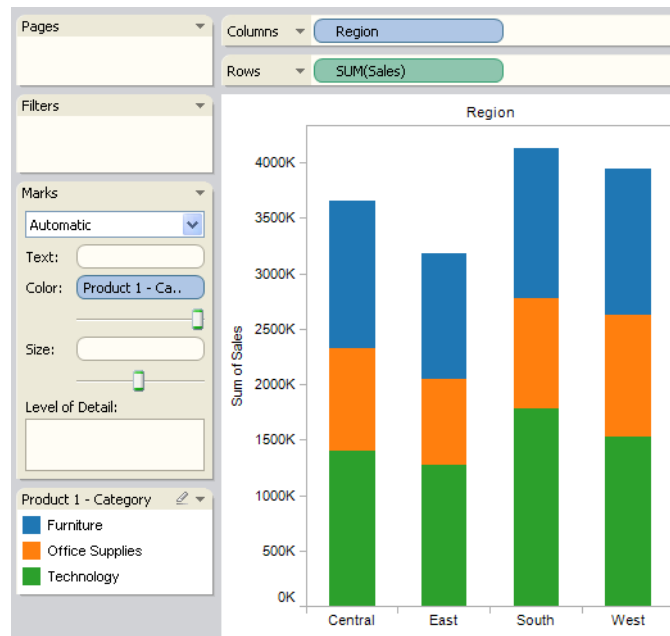 Pages
Columns
Region
Rows
SUM(Sales)
Filters
Marks
Automatic
Text:
Color:
Product 1 - Ca..
Size:
Level of Detail:
Product 1 - Category
Furniture
Office Supplies
Technology
Region
Sum of Sales
4000K
3500K
3000K
2500K
2000K
1500K
1000K
500K
0K
Central East South West